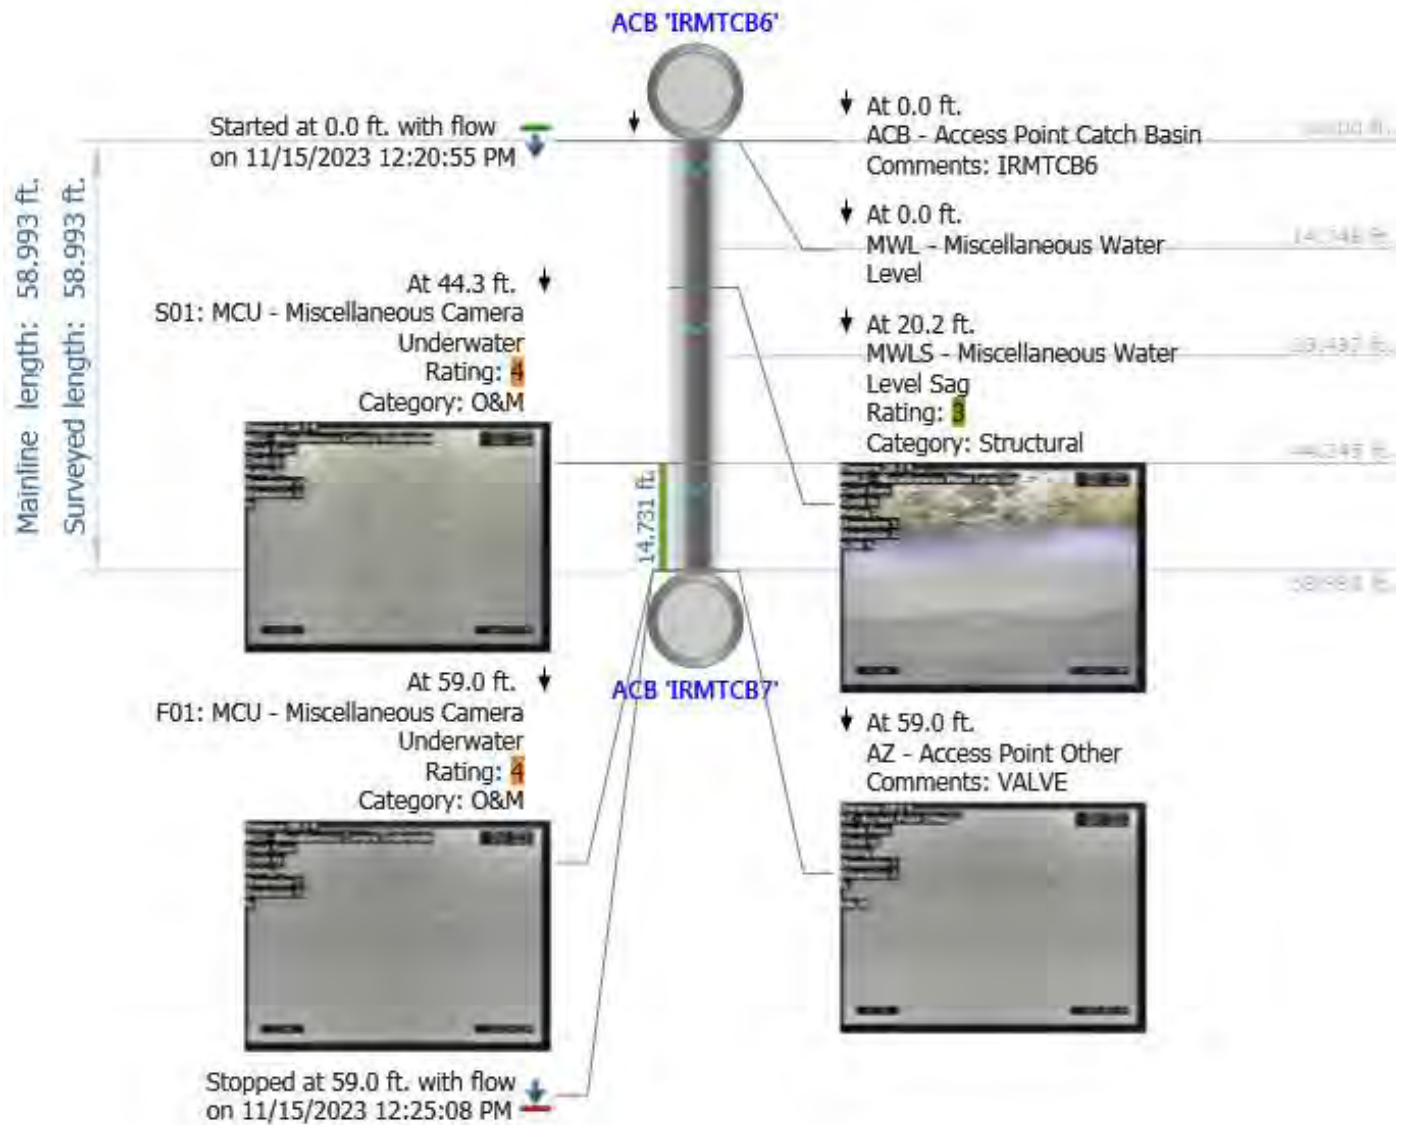 ACB 'IRMTCB6'
Started at 0.0 ft. with flow
on 11/15/2023 12:20:55 PM
At 0.0 ft.
ACB - Access Point Catch Basin
Comments: IRMTCB6
At 0.0 ft.
MWL - Miscellaneous Water
Level
Mainline length: 58.993 ft.
Surveyed length: 58.993 ft.
At 44.3 ft.
S01: MCU - Miscellaneous Camera
Underwater
Rating: 4
Category: O&M
At 20.2 ft.
MWLS - Miscellaneous Water
Level Sag
Rating: 3
Category: Structural
14.731 ft.
ACB 'IRMTCB7'
At 59.0 ft.
F01: MCU - Miscellaneous Camera
Underwater
Rating: 4
Category: O&M
At 59.0 ft.
AZ - Access Point Other
Comments: VALVE
Stopped at 59.0 ft. with flow
on 11/15/2023 12:25:08 PM